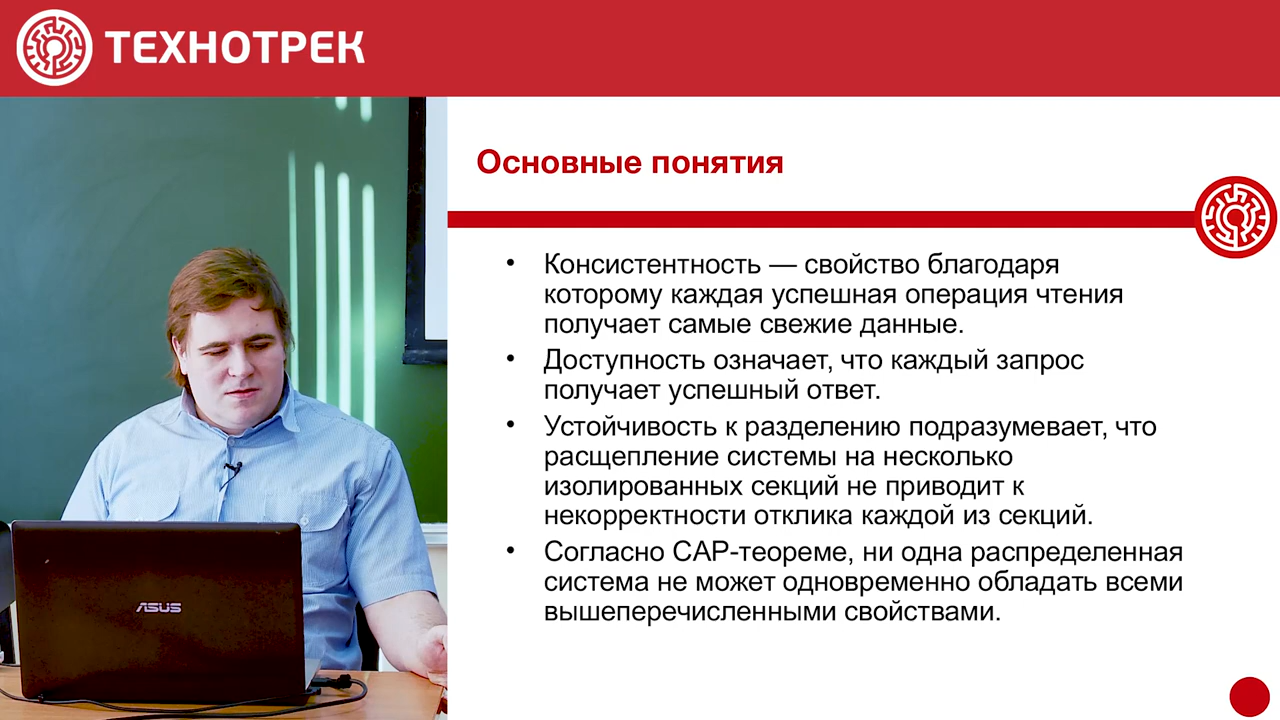 ТЕХНОТРЕК
Основные понятия
• Консистентность — свойство благодаря
которому каждая успешная операция чтения
получает самые свежие данные.
• Доступность означает, что каждый запрос
получает успешный ответ.
• Устойчивость к разделению подразумевает, что
расщепление системы на несколько
изолированных секций не приводит к
некорректности отклика каждой из секций.
• Согласно CAP-теореме, ни одна распределенная
система не может одновременно обладать всеми
вышеперечисленными свойствами.
ASUS